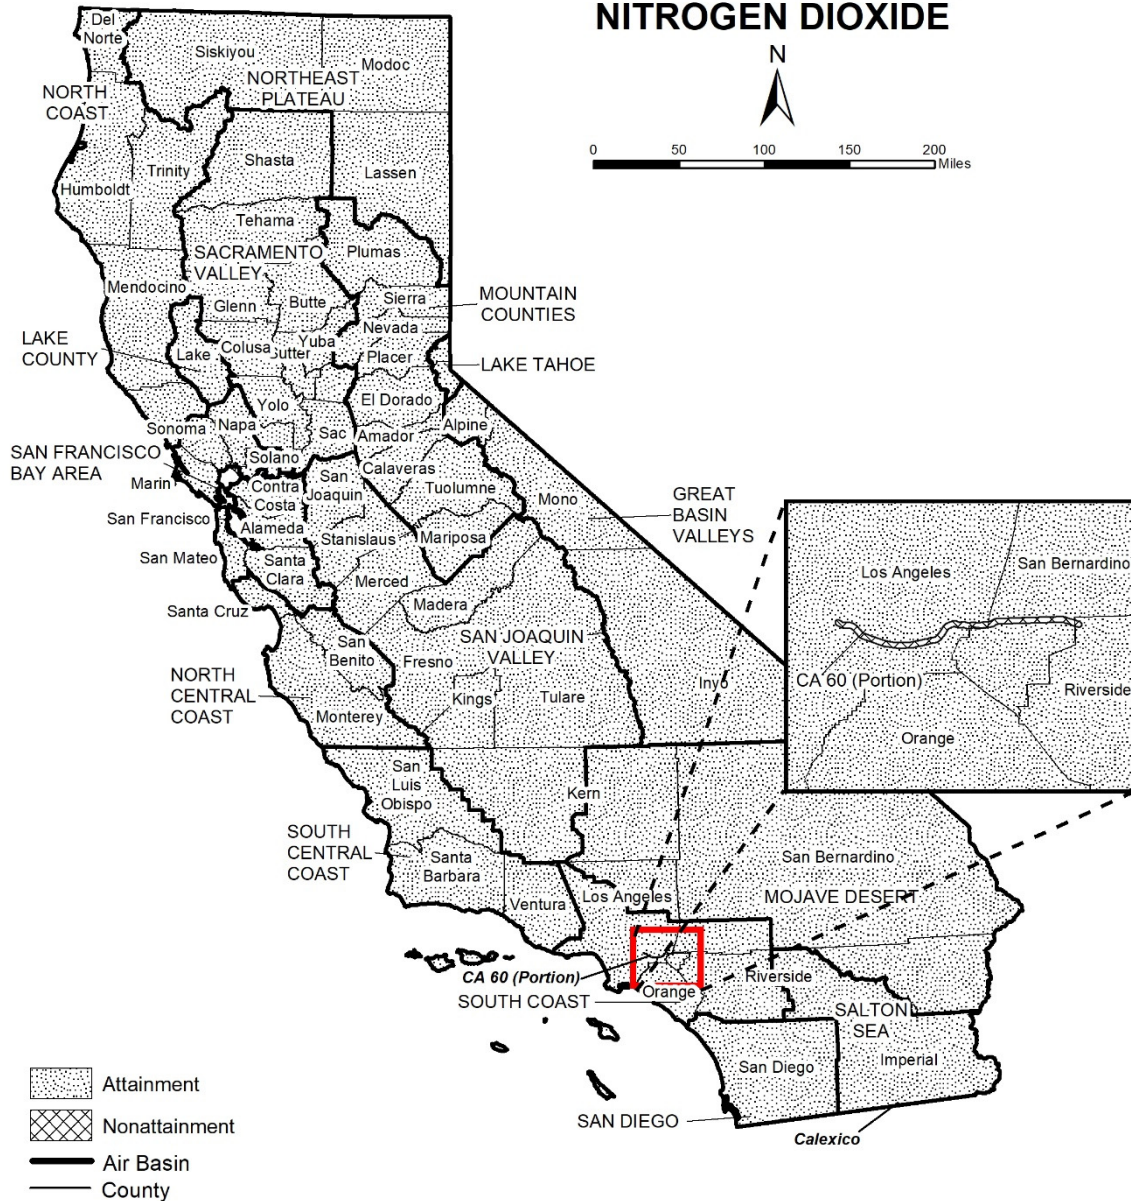 NITROGEN DIOXIDE
N
0 50 100 150 200
Miles
Del
Norte
Siskiyou
Modoc
NORTHEAST
PLATEAU
NORTH
COAST
Shasta
Trinity
Lassen
Humboldt
Tehama
SACRAMENTO
VALLEY
Plumas
Mendocino
Glenn
Butte
Sierra
MOUNTAIN
COUNTIES
Nevada
LAKE
COUNTY
Lake
Colusa
Yuba
Sutter
Placer
LAKE TAHOE
Yolo
El Dorado
Sonoma
Napa
Sac
Amador
Alpine
SAN FRANCISCO
BAY AREA
Solano
Calaveras
Marin
Contra
Costa
San
Joaquin
Tuolumne
Mono
GREAT
BASIN
VALLEYS
San Francisco
Alameda
Stanislaus
Mariposa
San Mateo
Santa
Clara
Merced
Santa Cruz
Madera
San
Benito
SAN JOAQUIN
VALLEY
Fresno
NORTH
CENTRAL
COAST
Monterey
Kings
Tulare
Inyo
Los Angeles
San Bernardino
CA 60 (Portion)
Riverside
Orange
San
Luis
Obispo
Kern
SOUTH
CENTRAL
COAST
Santa
Barbara
Ventura
Los Angeles
San Bernardino
MOJAVE DESERT
CA 60 (Portion)
SOUTH COAST
Orange
Riverside
SALTON
SEA
San Diego
Imperial
SAN DIEGO
Calexico
Attainment
Nonattainment
Air Basin
County